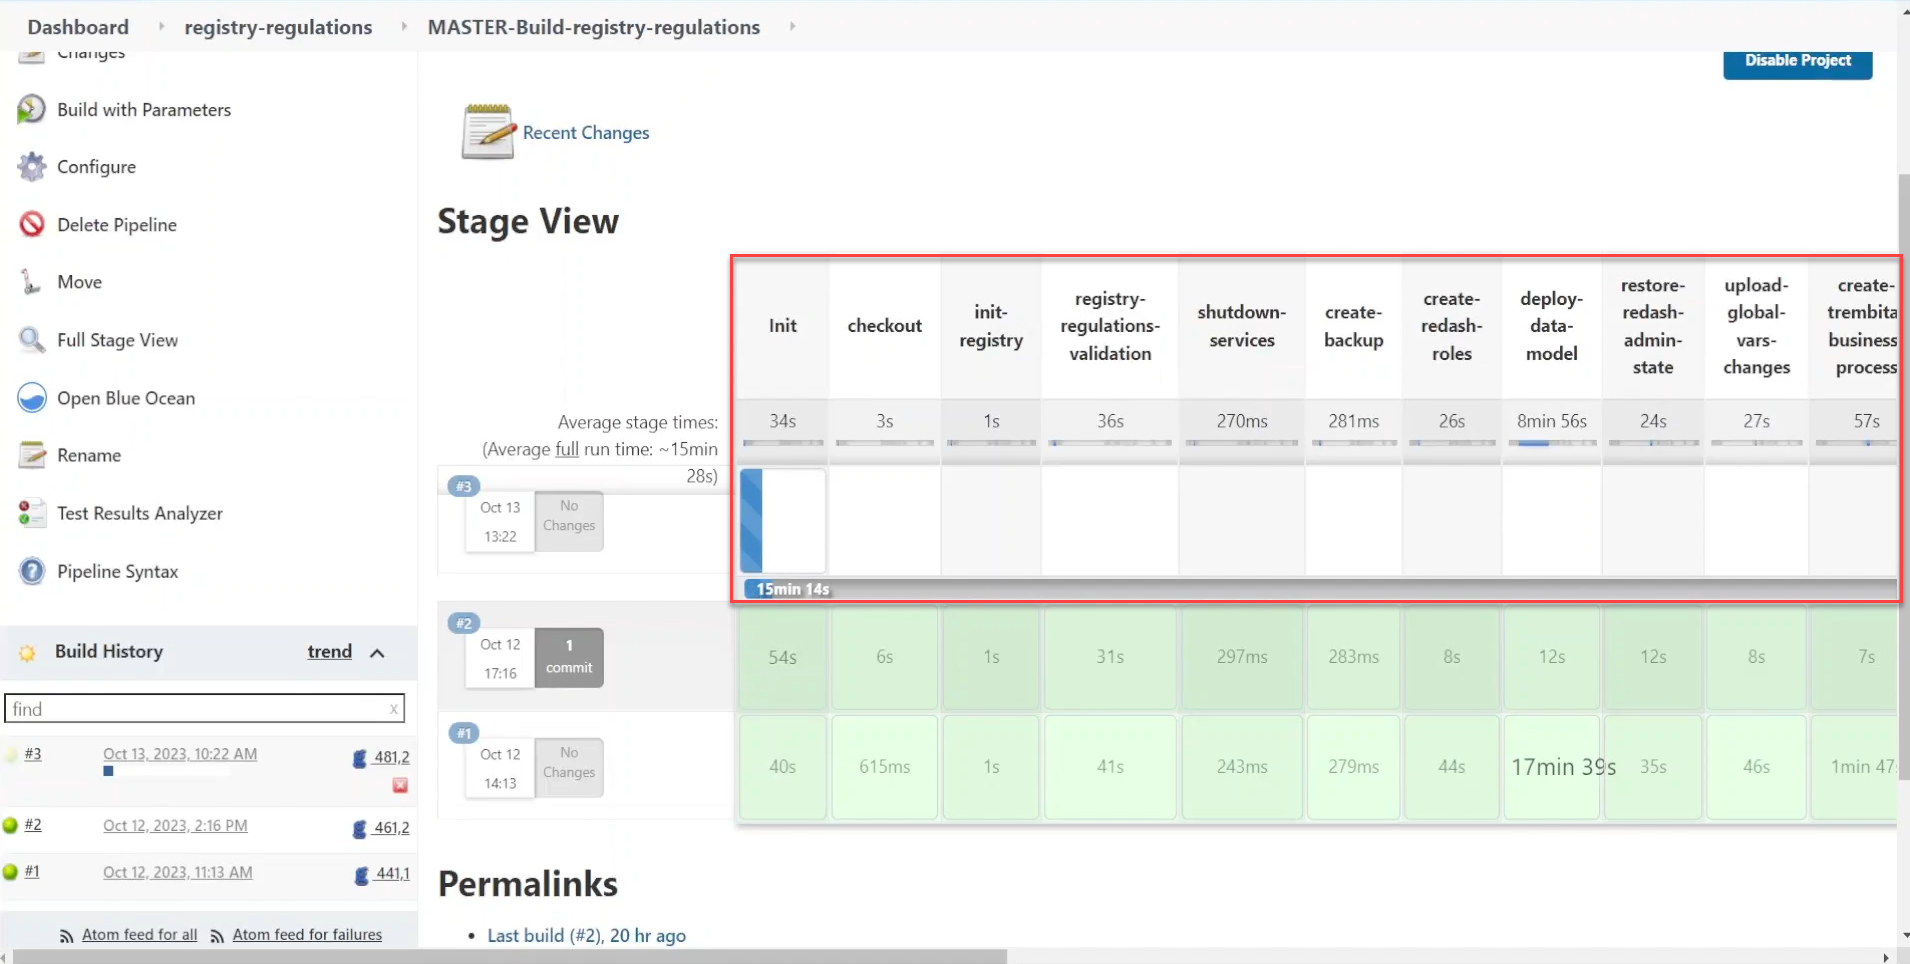 Dashboard
registry-regulations
MASTER-Build-registry-regulations
Changes
Build with Parameters
Configure
Delete Pipeline
Move
Full Stage View
Open Blue Ocean
Rename
Test Results Analyzer
Pipeline Syntax
Build History
trend
find
x
#3
Oct 13, 2023, 10:22 AM
481,2
#2
Oct 12, 2023, 2:16 PM
461,2
#1
Oct 12, 2023, 11:13 AM
441,1
Atom feed for all
Atom feed for failures
Disable Project
Recent Changes
Stage View
Init
checkout
init-
registry
registry-
regulations-
validation
shutdown-
services
create-
backup
create-
redash-
roles
deploy-
data-
model
restore-
redash-
admin-
state
upload-
global-
vars-
changes
create-
trembita
business
process
Average stage times:
(Average full run time: ~15min
28s)
34s
3s
1s
36s
270ms
281ms
26s
8min 56s
24s
27s
57s
#3
Oct 13
13:22
No
Changes
15min 14s
#2
Oct 12
17:16
1
commit
54s
6s
1s
31s
297ms
283ms
8s
12s
12s
8s
7s
#1
Oct 12
14:13
No
Changes
40s
615ms
1s
41s
243ms
279ms
44s
17min 39s
35s
46s
1min 47
Permalinks
Last build (#2), 20 hr ago